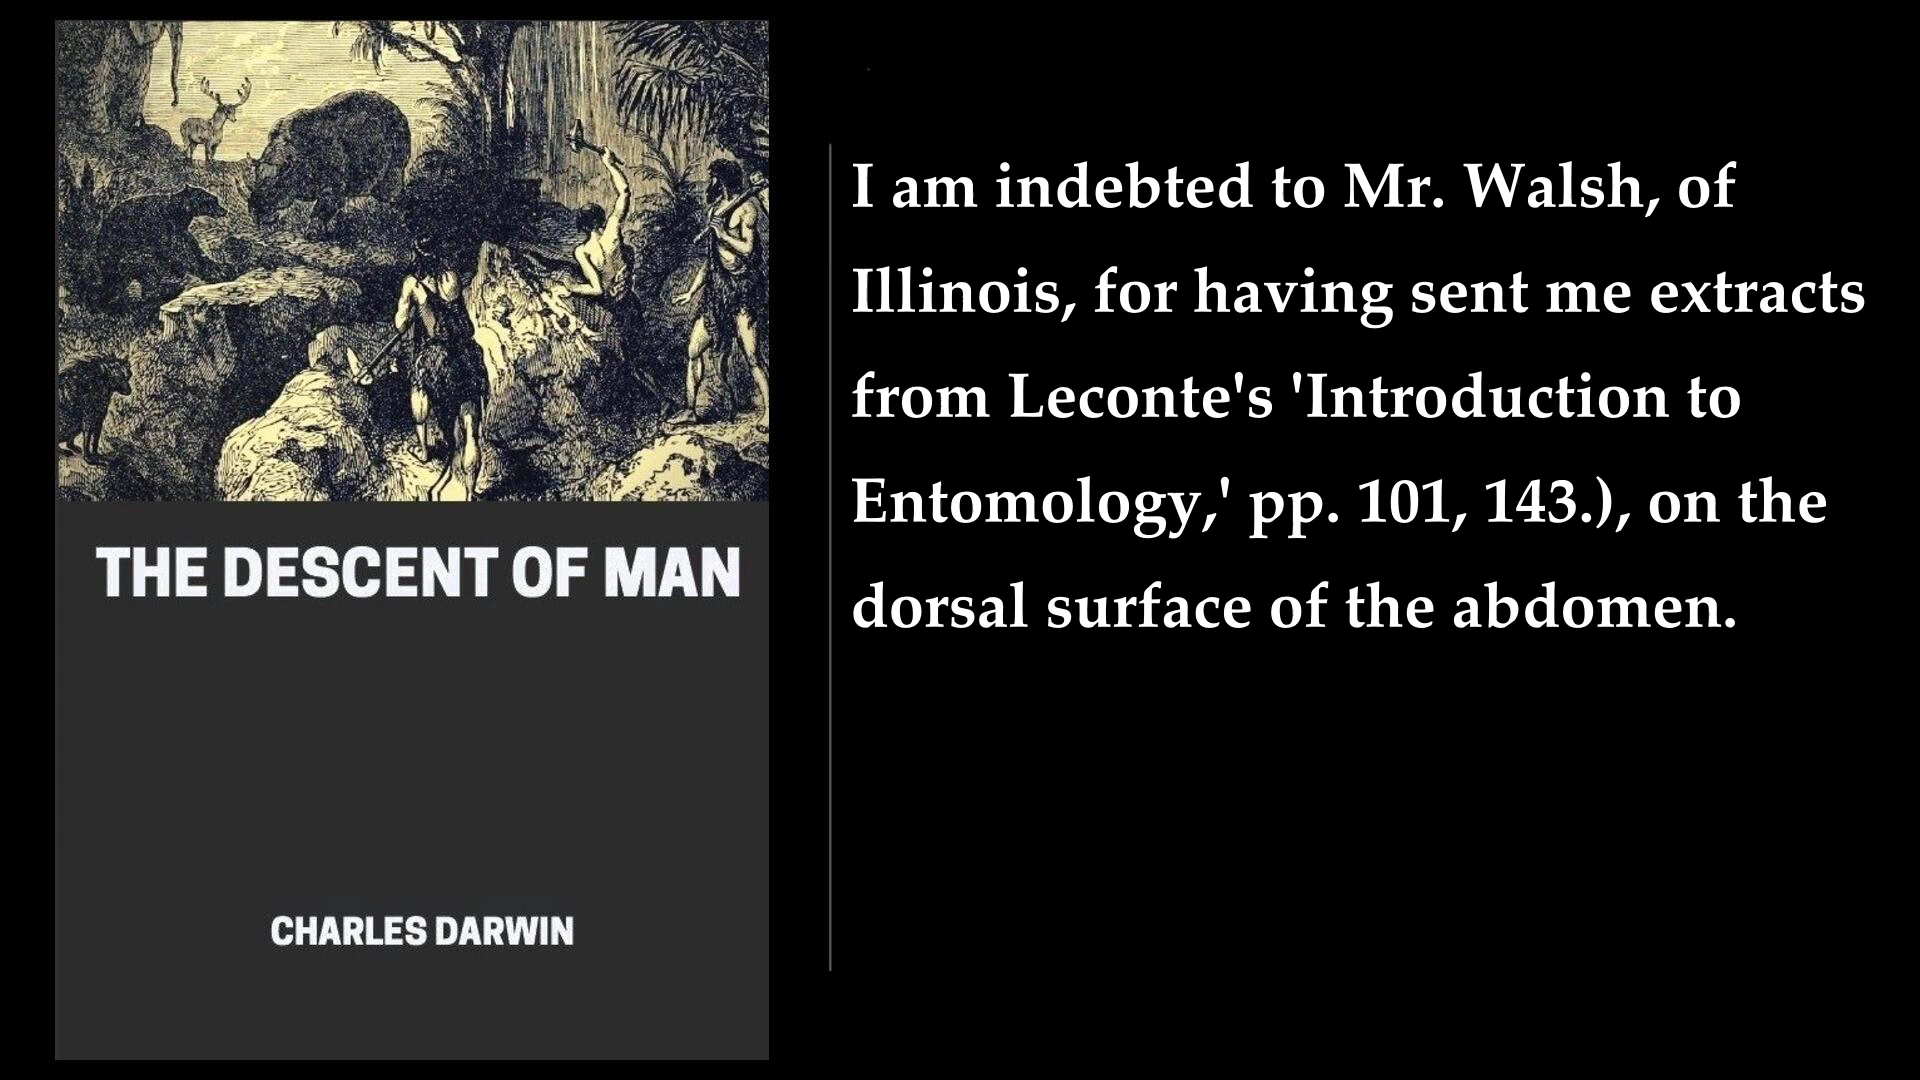 THE DESCENT OF MAN
CHARLES DARWIN
I am indebted to Mr. Walsh, of
Illinois, for having sent me extracts
from Leconte's 'Introduction to
Entomology,' pp. 101, 143.), on the
dorsal surface of the abdomen.